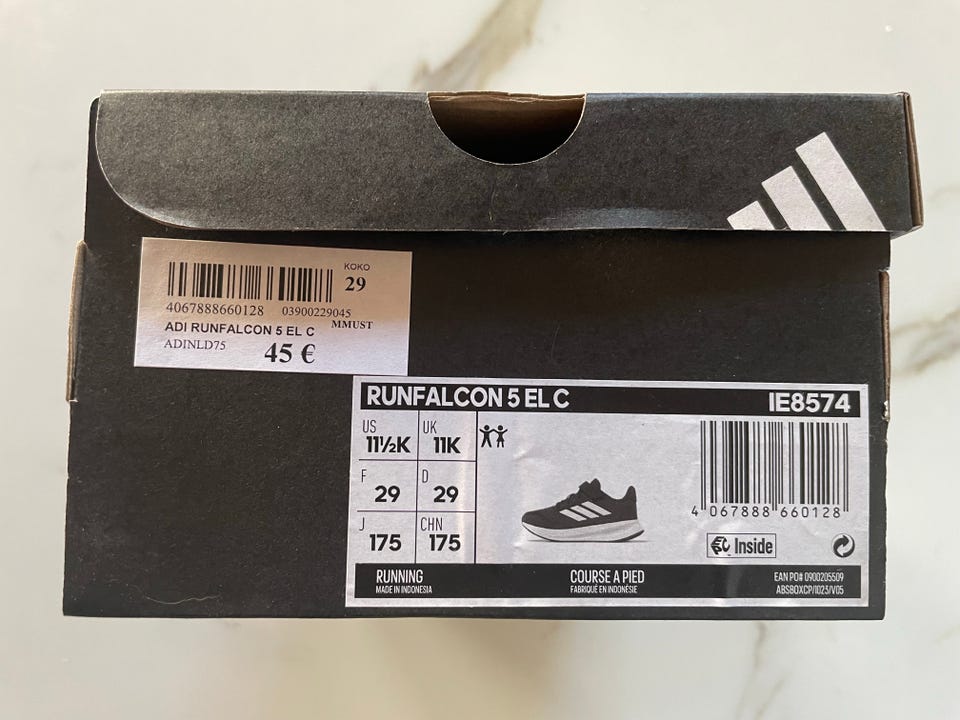 KOKO
29
4067888660128 03900229045
ADI RUNFALCON 5 EL C MMUST
ADINLD75 45 €
RUNFALCON 5 EL C IE8574
US 11½K UK 11K
F 29 D 29
J 175 CHN 175
4 067888 660128
Inside
RUNNING COURSE A PIED EAN PO# 0900205509
MADE IN INDONESIA FABRIQUÉ EN INDONÉSIE ABSBOXCP/1023/V05